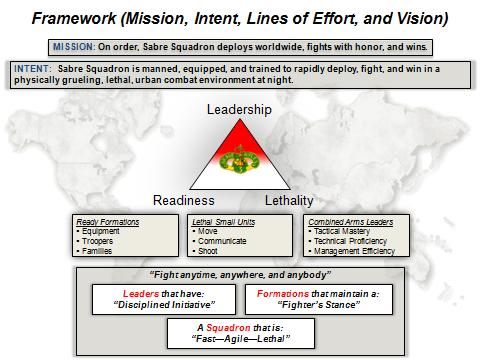 Framework (Mission, Intent, Lines of Effort, and Vision)
MISSION: On order, Sabre Squadron deploys worldwide, fights with honor, and wins.
INTENT: Sabre Squadron is manned, equipped, and trained to rapidly deploy, fight, and win in a
physically grueling, lethal, urban combat environment at night.
Leadership
Readiness
Lethality
Ready Formations
▪ Equipment
▪ Troopers
▪ Families
Lethal Small Units
▪ Move
▪ Communicate
▪ Shoot
Combined Arms Leaders
▪ Tactical Mastery
▪ Technical Proficiency
▪ Management Efficiency
“Fight anytime, anywhere, and anybody”
Leaders that have:
“Disciplined Initiative”
Formations that maintain a:
“Fighter’s Stance”
A Squadron that is:
“Fast—Agile—Lethal”